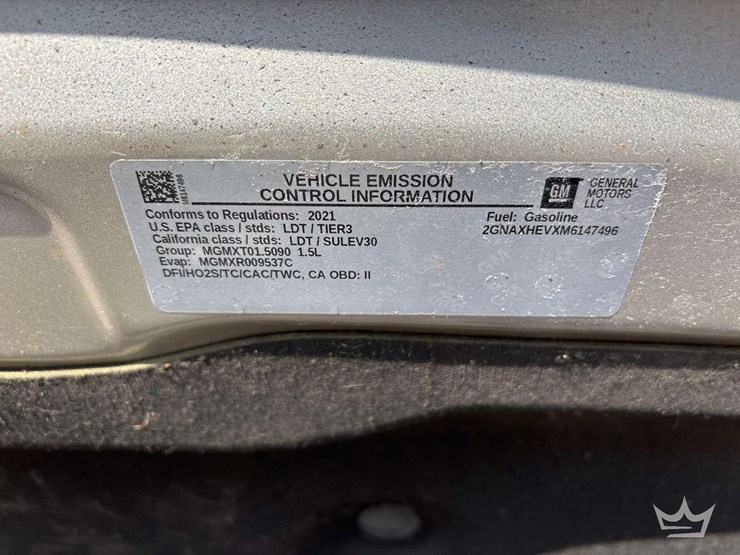 VEHICLE EMISSION
CONTROL INFORMATION
GM
GENERAL
MOTORS
LLC
Conforms to Regulations: 2021
Fuel: Gasoline
U.S. EPA class / stds: LDT / TIER3
2GNAXHEVXM6147496
California class / stds: LDT / SULEV30
Group: MGMXT01.5090 1.5L
Evap: MGMXR009537C
DFI/HO2S/TC/CAC/TWC, CA OBD: II